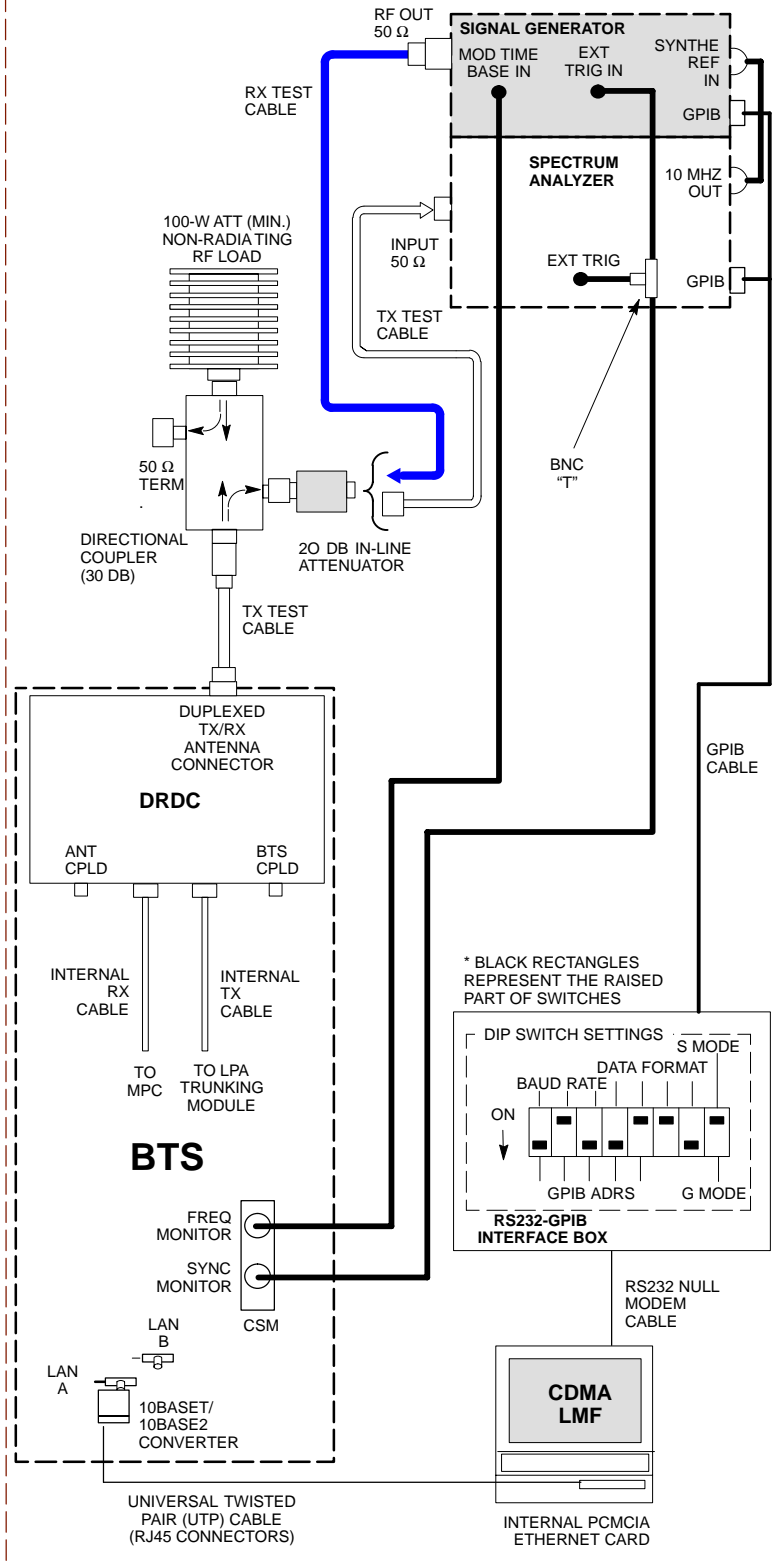 RF OUT
50 Ω
SIGNAL GENERATOR
MOD TIME
BASE IN
EXT
TRIG IN
SYNTHE
REF
IN
GPIB
RX TEST
CABLE
SPECTRUM
ANALYZER
10 MHZ
OUT
100-W ATT (MIN.)
NON-RADIA TING
RF LOAD
INPUT
50 Ω
EXT TRIG
GPIB
TX TEST
CABLE
BNC
“T”
50 Ω
TERM
.
DIRECTIONAL
COUPLER
(30 DB)
2O DB IN-LINE
ATTENUATOR
TX TEST
CABLE
DUPLEXED
TX/RX
ANTENNA
CONNECTOR
DRDC
ANT
CPLD
BTS
CPLD
GPIB
CABLE
INTERNAL
RX
CABLE
INTERNAL
TX
CABLE
TO
MPC
TO LPA
TRUNKING
MODULE
* BLACK RECTANGLES
REPRESENT THE RAISED
PART OF SWITCHES
DIP SWITCH SETTINGS
S MODE
DATA FORMAT
BAUD RATE
ON
GPIB ADRS
G MODE
RS232-GPIB
INTERFACE BOX
BTS
FREQ
MONITOR
SYNC
MONITOR
CSM
RS232 NULL
MODEM
CABLE
LAN
B
LAN
A
10BASET/
10BASE2
CONVERTER
CDMA
LMF
UNIVERSAL TWISTED
PAIR (UTP) CABLE
(RJ45 CONNECTORS)
INTERNAL PCMCIA
ETHERNET CARD